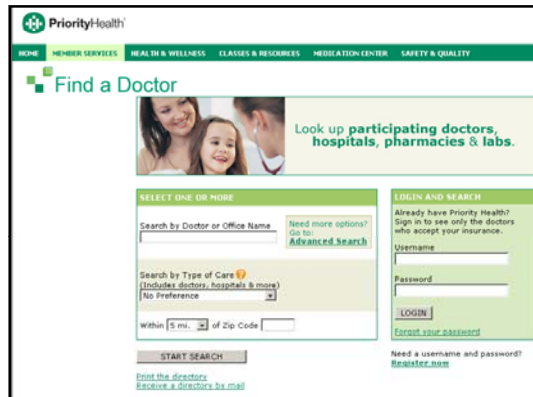 PriorityHealth
HOME MEMBER SERVICES HEALTH & WELLNESS CLASSES & RESOURCES MEDICATION CENTER SAFETY & QUALITY
Find a Doctor
Look up participating doctors,
hospitals, pharmacies & labs.
SELECT ONE OR MORE
Search by Doctor or Office Name
Need more options?
Go to:
Advanced Search
Search by Type of Care ?
(Includes doctors, hospitals & more)
No Preference
Within 5 mi. of Zip Code
START SEARCH
Print the directory
Receive a directory by mail
LOGIN AND SEARCH
Already have Priority Health?
Sign in to see only the doctors
who accept your insurance.
Username
Password
LOGIN
Forgot your password
Need a username and password?
Register now